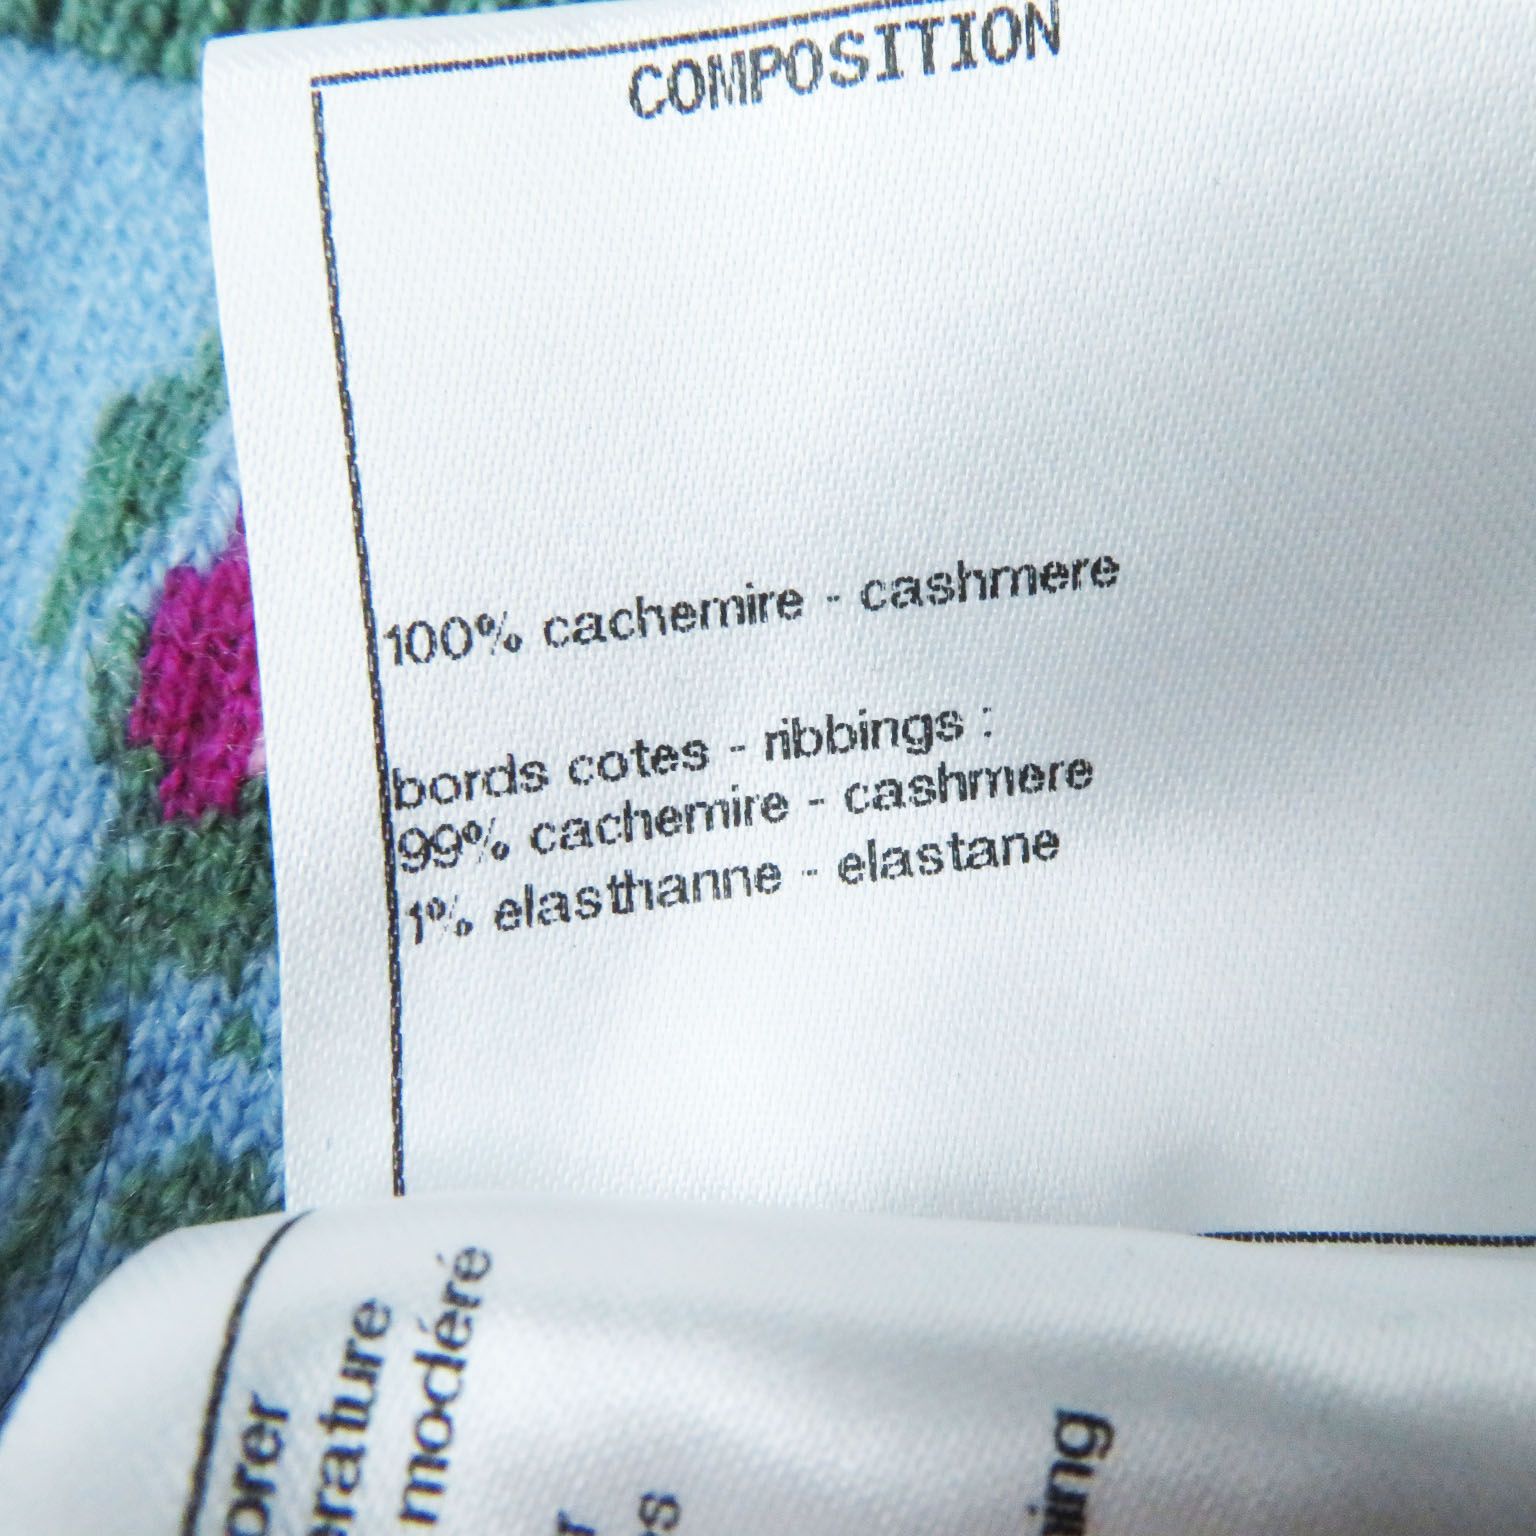 COMPOSITION
100% cachemire - cashmere
bords cotes - ribbings :
99% cachemire - cashmere
1% elasthanne - elastane
modéré